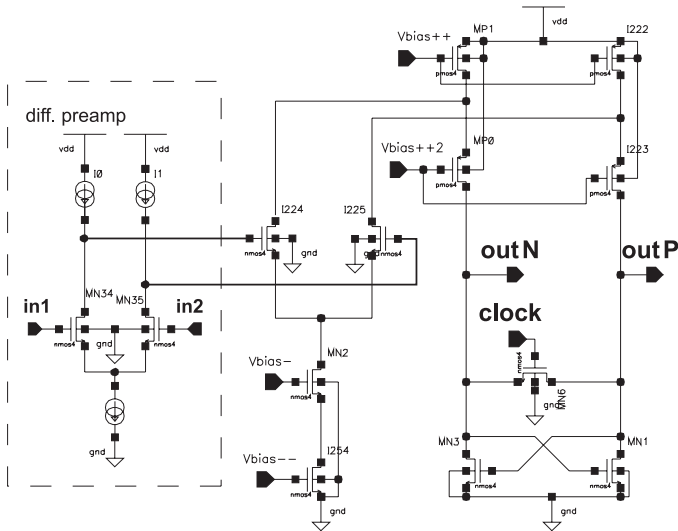 Vbias++
MP1
vdd
I222
pmos4
pmos4
diff. preamp
vdd
vdd
I0
I1
Vbias++2
MP0
pmos4
I223
pmos4
I224
I225
nmos4
gnd
gnd
nmos4
outN
outP
MN34
MN35
in1
in2
nmos4
gnd
nmos4
clock
nmos4
gnd
MN6
Vbias-
MN2
nmos4
gnd
Vbias--
I254
nmos4
gnd
MN3
MN1
nmos4
nmos4
gnd